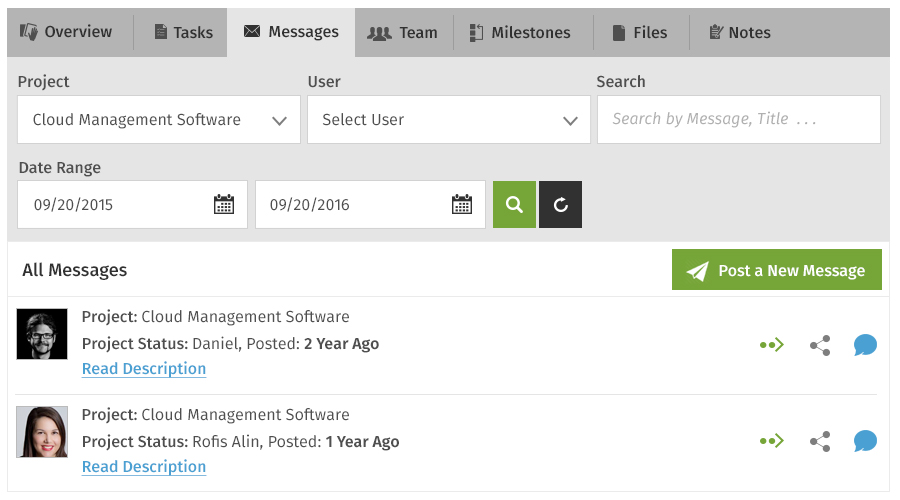 Overview Tasks Messages Team Milestones Files Notes
Project User Search
Cloud Management Software Select User Search by Message, Title . . .
Date Range
09/20/2015 09/20/2016
All Messages Post a New Message
Project: Cloud Management Software
Project Status: Daniel, Posted: 2 Year Ago
Read Description
Project: Cloud Management Software
Project Status: Rofis Alin, Posted: 1 Year Ago
Read Description